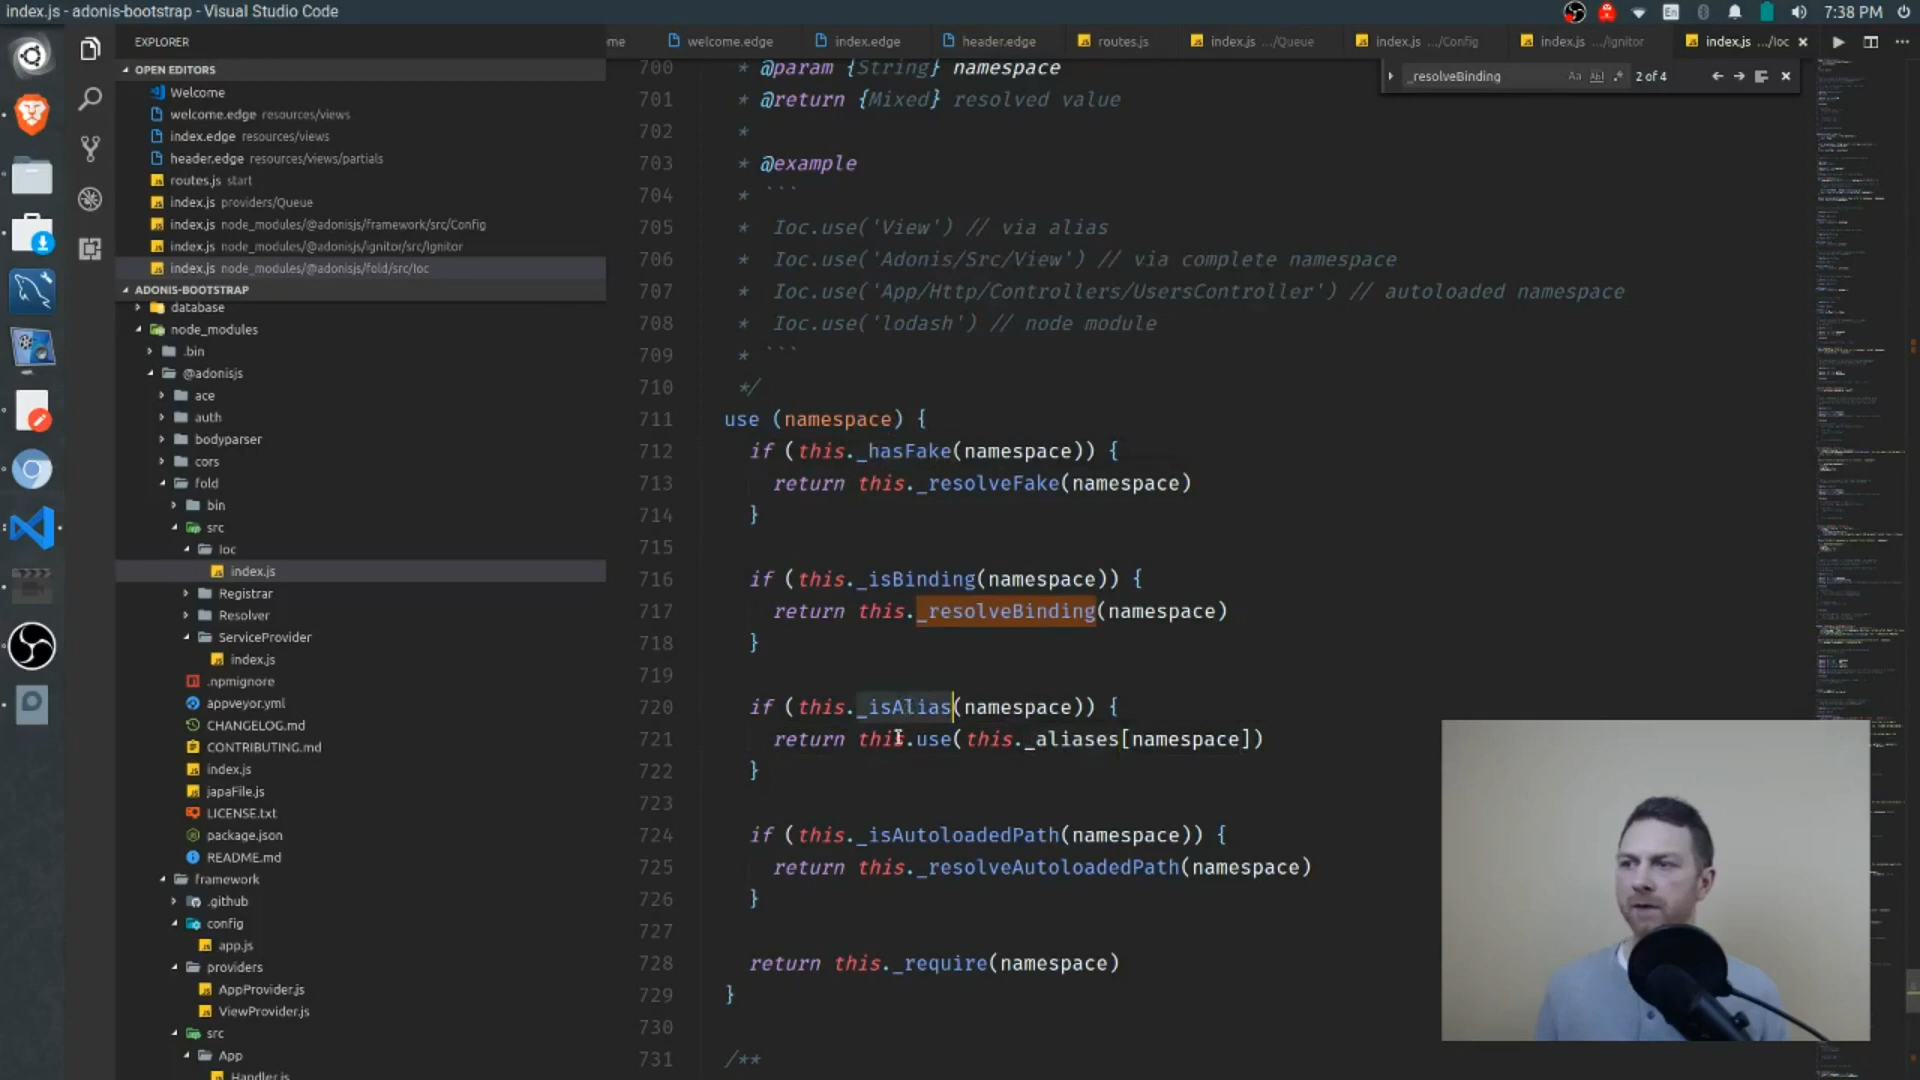 index.js - adonis-bootstrap - Visual Studio Code
En
7:38 PM
EXPLORER
me
welcome.edge
index.edge
header.edge
routes.js
index.js .../Queue
index.js .../Config
index.js .../Ignitor
index.js .../Ioc
_resolveBinding
Aa
Abl
.*
2 of 4
OPEN EDITORS
Welcome
welcome.edge resources/views
index.edge resources/views
header.edge resources/views/partials
routes.js start
index.js providers/Queue
index.js node_modules/@adonisjs/framework/src/Config
index.js node_modules/@adonisjs/ignitor/src/Ignitor
index.js node_modules/@adonisjs/fold/src/Ioc
ADONIS-BOOTSTRAP
database
node_modules
.bin
@adonisjs
ace
auth
bodyparser
cors
fold
bin
src
Ioc
index.js
Registrar
Resolver
ServiceProvider
index.js
.npmignore
appveyor.yml
CHANGELOG.md
CONTRIBUTING.md
index.js
japaFile.js
LICENSE.txt
package.json
README.md
framework
.github
config
app.js
providers
AppProvider.js
ViewProvider.js
src
App
Handler.js
700 * @param {String} namespace
701 * @return {Mixed} resolved value
702 *
703 * @example
704 * ```
705 * Ioc.use('View') // via alias
706 * Ioc.use('Adonis/Src/View') // via complete namespace
707 * Ioc.use('App/Http/Controllers/UsersController') // autoloaded namespace
708 * Ioc.use('lodash') // node module
709 * ```
710 */
711 use (namespace) {
712 if (this._hasFake(namespace)) {
713 return this._resolveFake(namespace)
714 }
715
716 if (this._isBinding(namespace)) {
717 return this._resolveBinding(namespace)
718 }
719
720 if (this._isAlias(namespace)) {
721 return this.use(this._aliases[namespace])
722 }
723
724 if (this._isAutoloadedPath(namespace)) {
725 return this._resolveAutoloadedPath(namespace)
726 }
727
728 return this._require(namespace)
729 }
730
731 /**